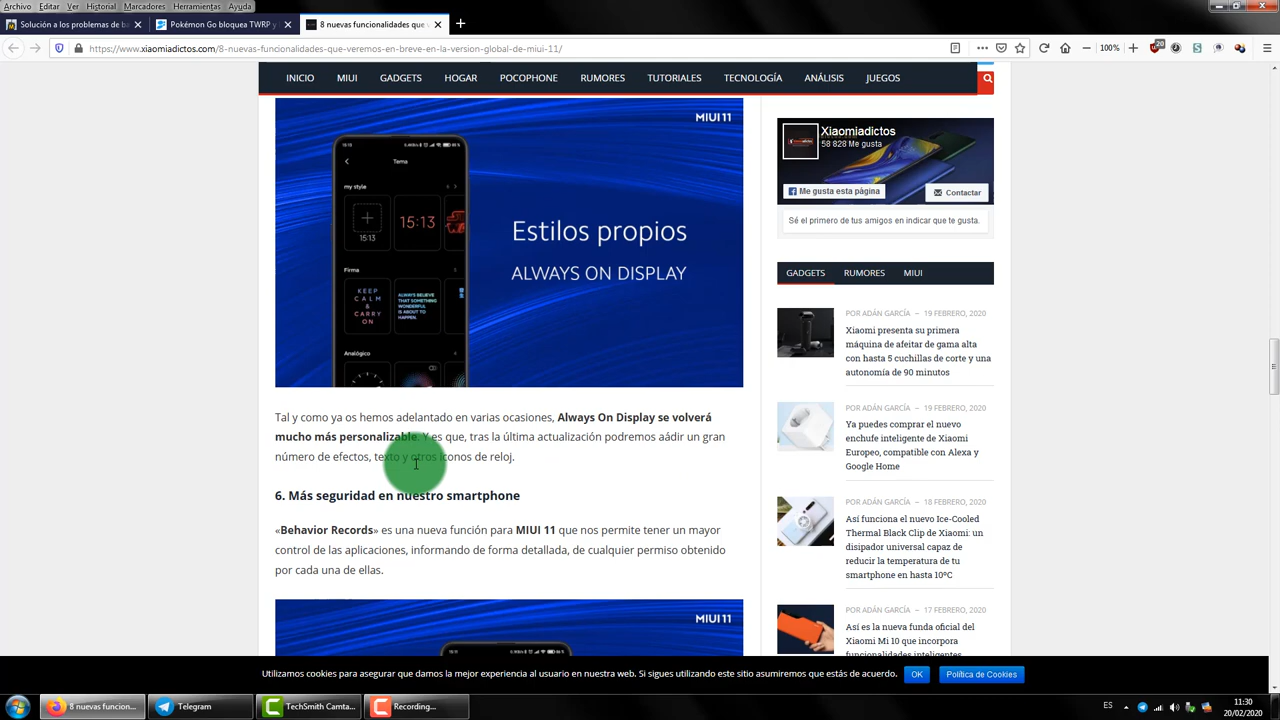 Archivo Editar Ver Historial Marcadores Herramientas Ayuda
Solución a los problemas de ba
Pokémon Go bloquea TWRP y
8 nuevas funcionalidades que
https://www.xiaomiadictos.com/8-nuevas-funcionalidades-que-veremos-en-breve-en-la-version-global-de-miui-11/
100%
20
INICIO MIUI GADGETS HOGAR POCOPHONE RUMORES TUTORIALES TECNOLOGÍA ANÁLISIS JUEGOS
MIUI 11
15:13
Tema
my style
15:13
15:13
Firma
KEEP
CALM
&
CARRY
ON
ALWAYS BELIEVE
THAT SOMETHING
WONDERFUL
IS ABOUT TO
HAPPEN
Analógico
Estilos propios
ALWAYS ON DISPLAY
Tal y como ya os hemos adelantado en varias ocasiones, Always On Display se volverá
mucho más personalizable. Y es que, tras la última actualización podremos aádir un gran
número de efectos, texto y otros iconos de reloj.
6. Más seguridad en nuestro smartphone
«Behavior Records» es una nueva función para MIUI 11 que nos permite tener un mayor
control de las aplicaciones, informando de forma detallada, de cualquier permiso obtenido
por cada una de ellas.
MIUI 11
Xiaomiadictos
58 828 Me gusta
Me gusta esta página
Contactar
Sé el primero de tus amigos en indicar que te gusta.
GADGETS RUMORES MIUI
POR ADÁN GARCÍA – 19 FEBRERO, 2020
Xiaomi presenta su primera
máquina de afeitar de gama alta
con hasta 5 cuchillas de corte y una
autonomía de 90 minutos
POR ADÁN GARCÍA – 19 FEBRERO, 2020
Ya puedes comprar el nuevo
enchufe inteligente de Xiaomi
Europeo, compatible con Alexa y
Google Home
POR ADÁN GARCÍA – 18 FEBRERO, 2020
Así funciona el nuevo Ice-Cooled
Thermal Black Clip de Xiaomi: un
disipador universal capaz de
reducir la temperatura de tu
smartphone en hasta 10ºC
POR ADÁN GARCÍA – 17 FEBRERO, 2020
Así es la nueva funda oficial del
Xiaomi Mi 10 que incorpora
funcionalidades inteligentes
Utilizamos cookies para asegurar que damos la mejor experiencia al usuario en nuestra web. Si sigues utilizando este sitio asumiremos que estás de acuerdo.
OK
Política de Cookies
8 nuevas funcion...
Telegram
TechSmith Camta...
Recording...
ES
11:30
20/02/2020